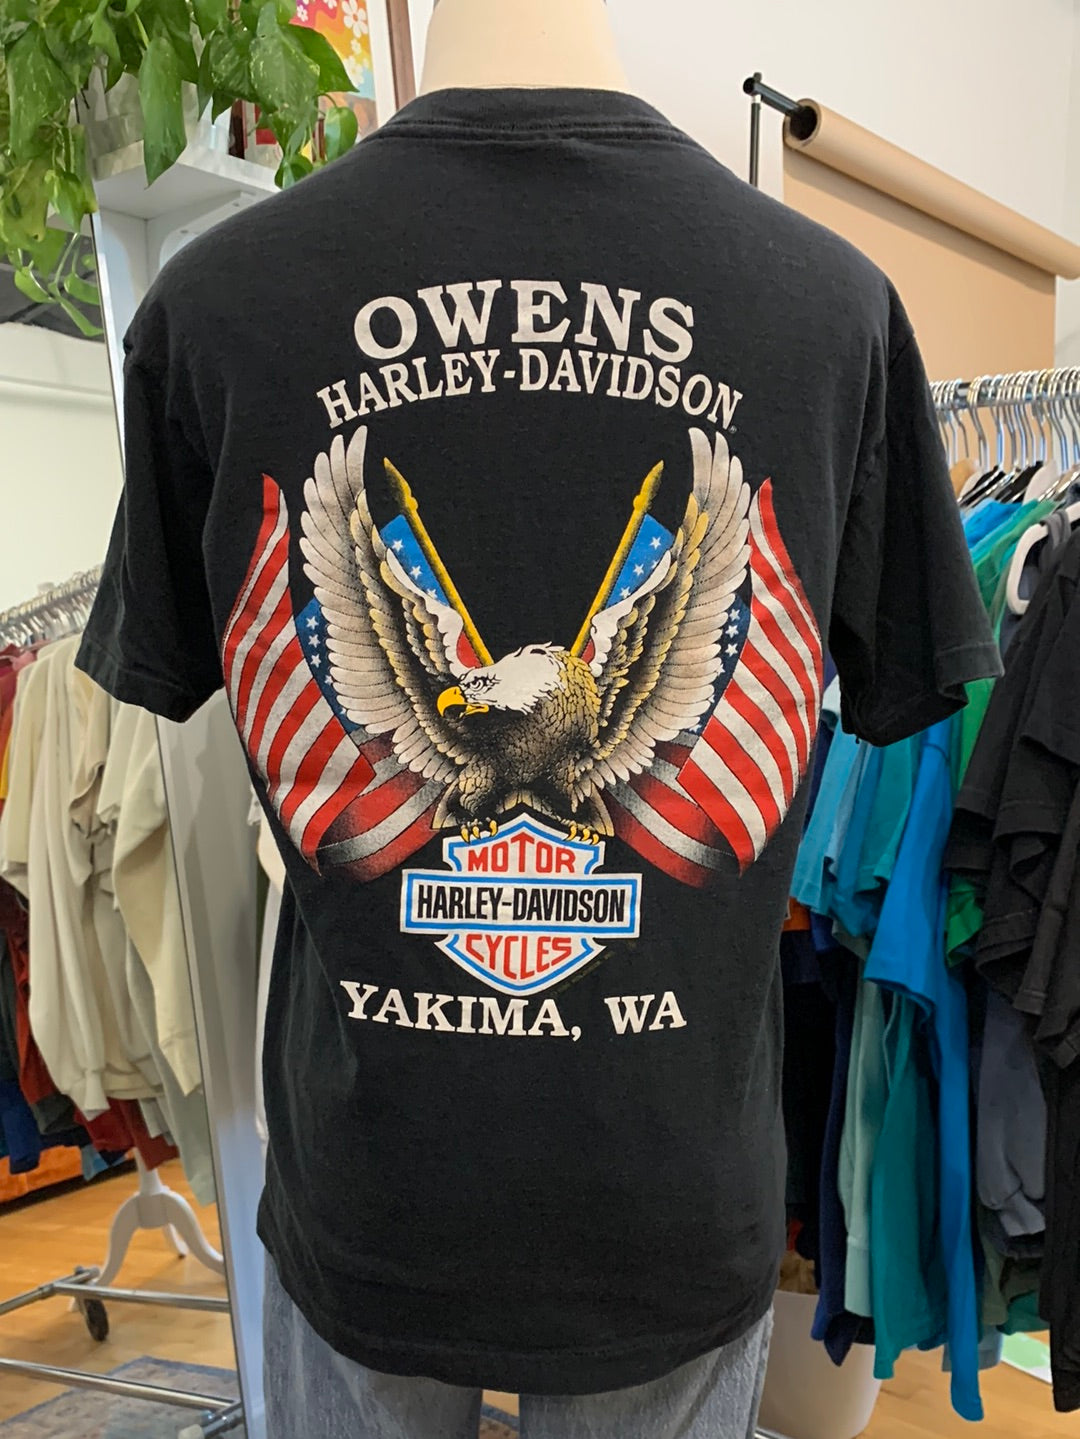 OWENS
HARLEY-DAVIDSON
MOTOR
HARLEY-DAVIDSON
CYCLES
YAKIMA, WA